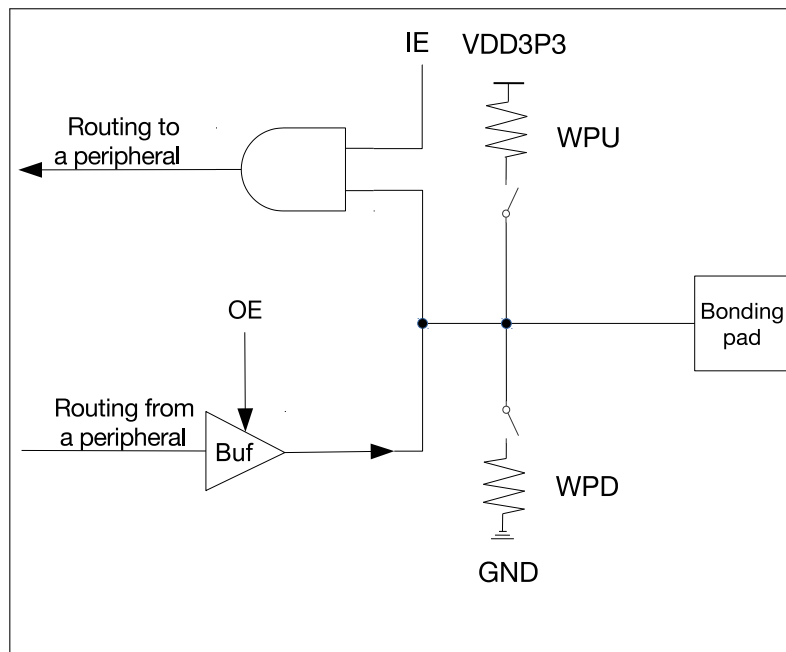 IE
VDD3P3
Routing to
a peripheral
WPU
Bonding
pad
OE
Routing from
a peripheral
Buf
WPD
GND